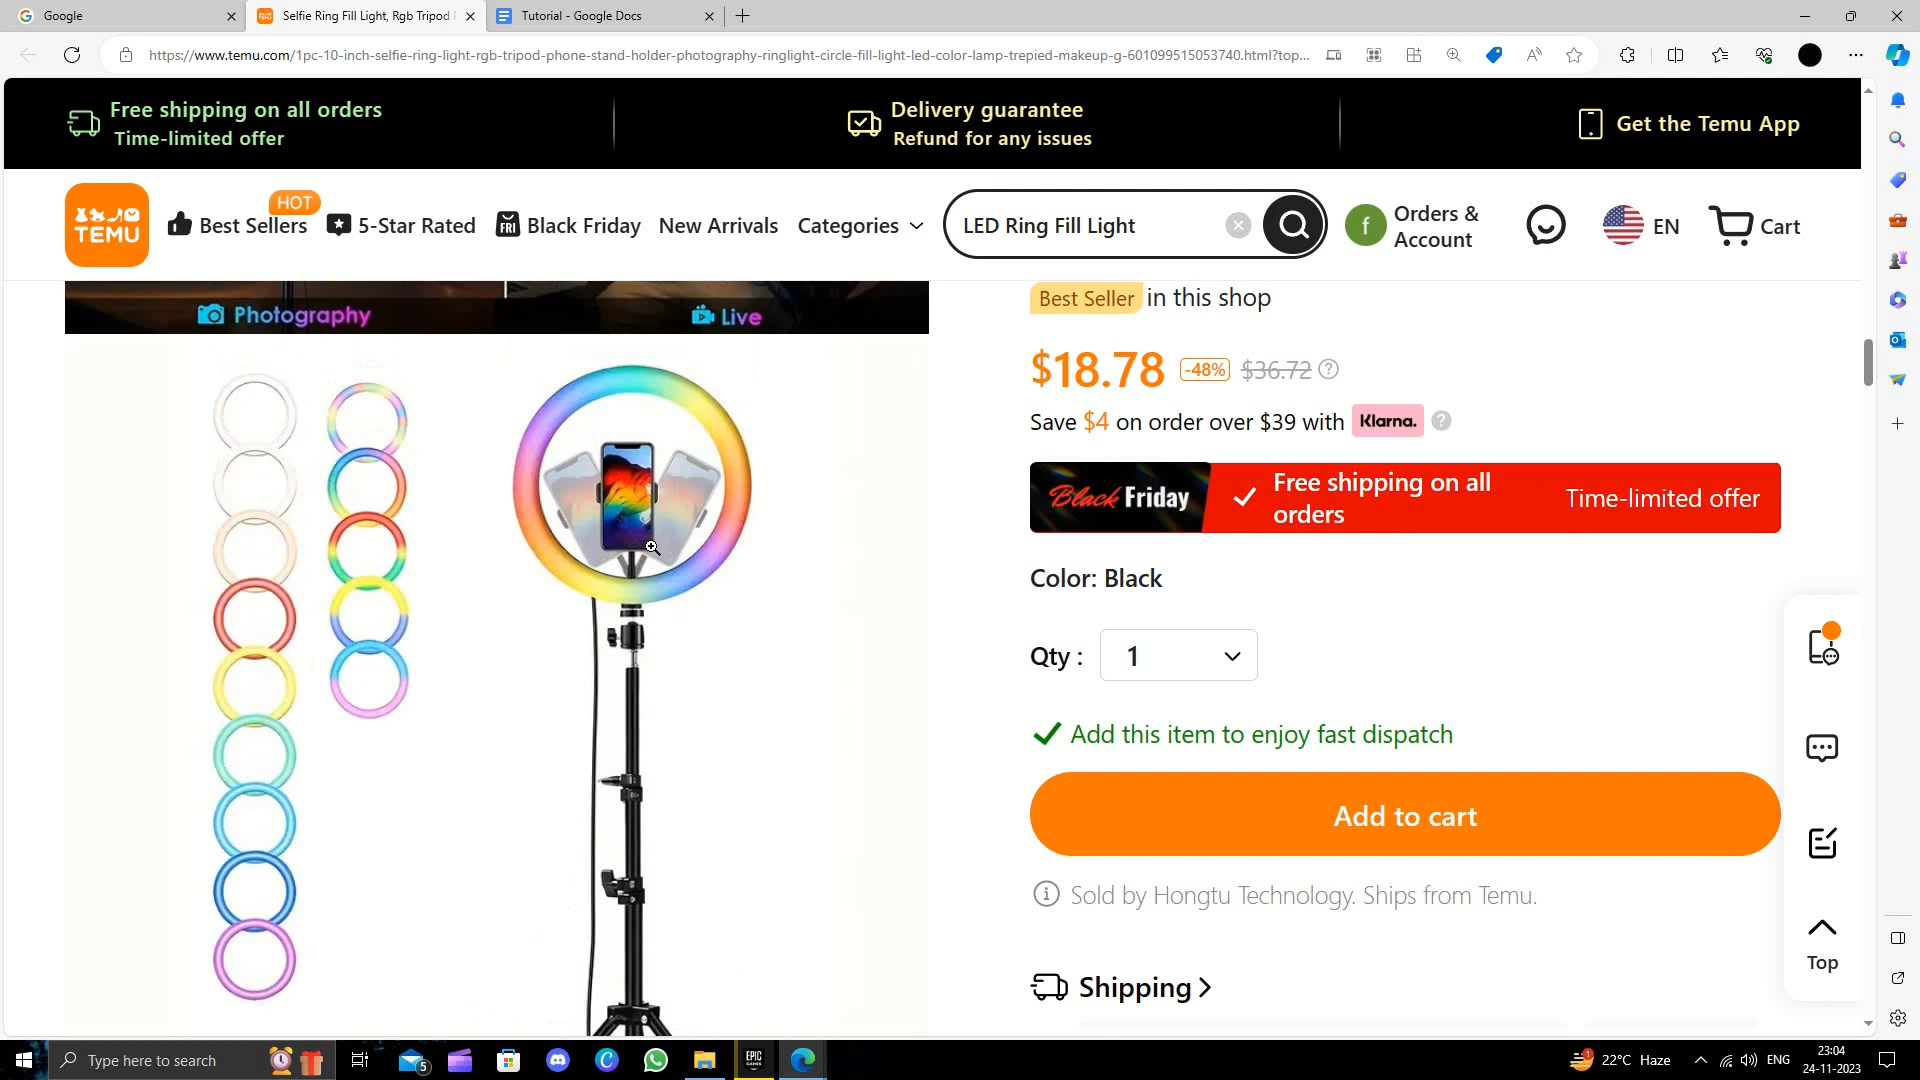 Google
Selfie Ring Fill Light, Rgb Tripod
Tutorial - Google Docs
https://www.temu.com/1pc-10-inch-selfie-ring-light-rgb-tripod-phone-stand-holder-photography-ringlight-circle-fill-light-led-color-lamp-trepied-makeup-g-601099515053740.html?top...
Free shipping on all orders
Time-limited offer
Delivery guarantee
Refund for any issues
Get the Temu App
TEMU
HOT
Best Sellers
5-Star Rated
FRI
Black Friday
New Arrivals
Categories
LED Ring Fill Light
f
Orders &
Account
EN
Cart
Photography
Live
Best Seller in this shop
$18.78 -48% $36.72 ?
Save $4 on order over $39 with Klarna. ?
Black Friday
Free shipping on all
orders
Time-limited offer
Color: Black
Qty : 1
Add this item to enjoy fast dispatch
Add to cart
Sold by Hongtu Technology. Ships from Temu.
Shipping
Top
Type here to search
5
EPIC
GAMES
1
22°C Haze
ENG
23:04
24-11-2023